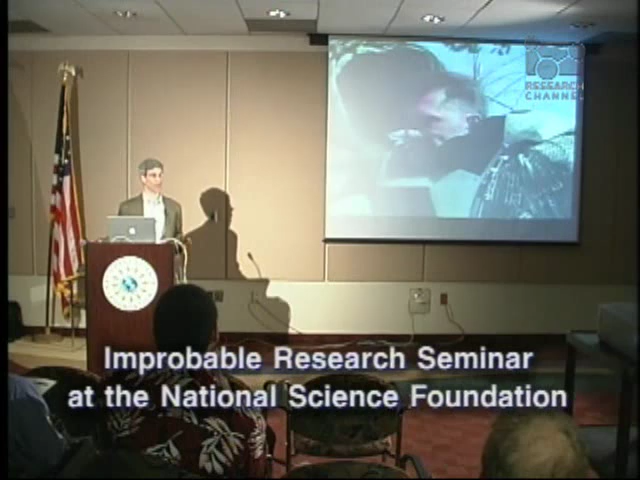 RESEARCH
CHANNEL
Improbable Research Seminar
at the National Science Foundation